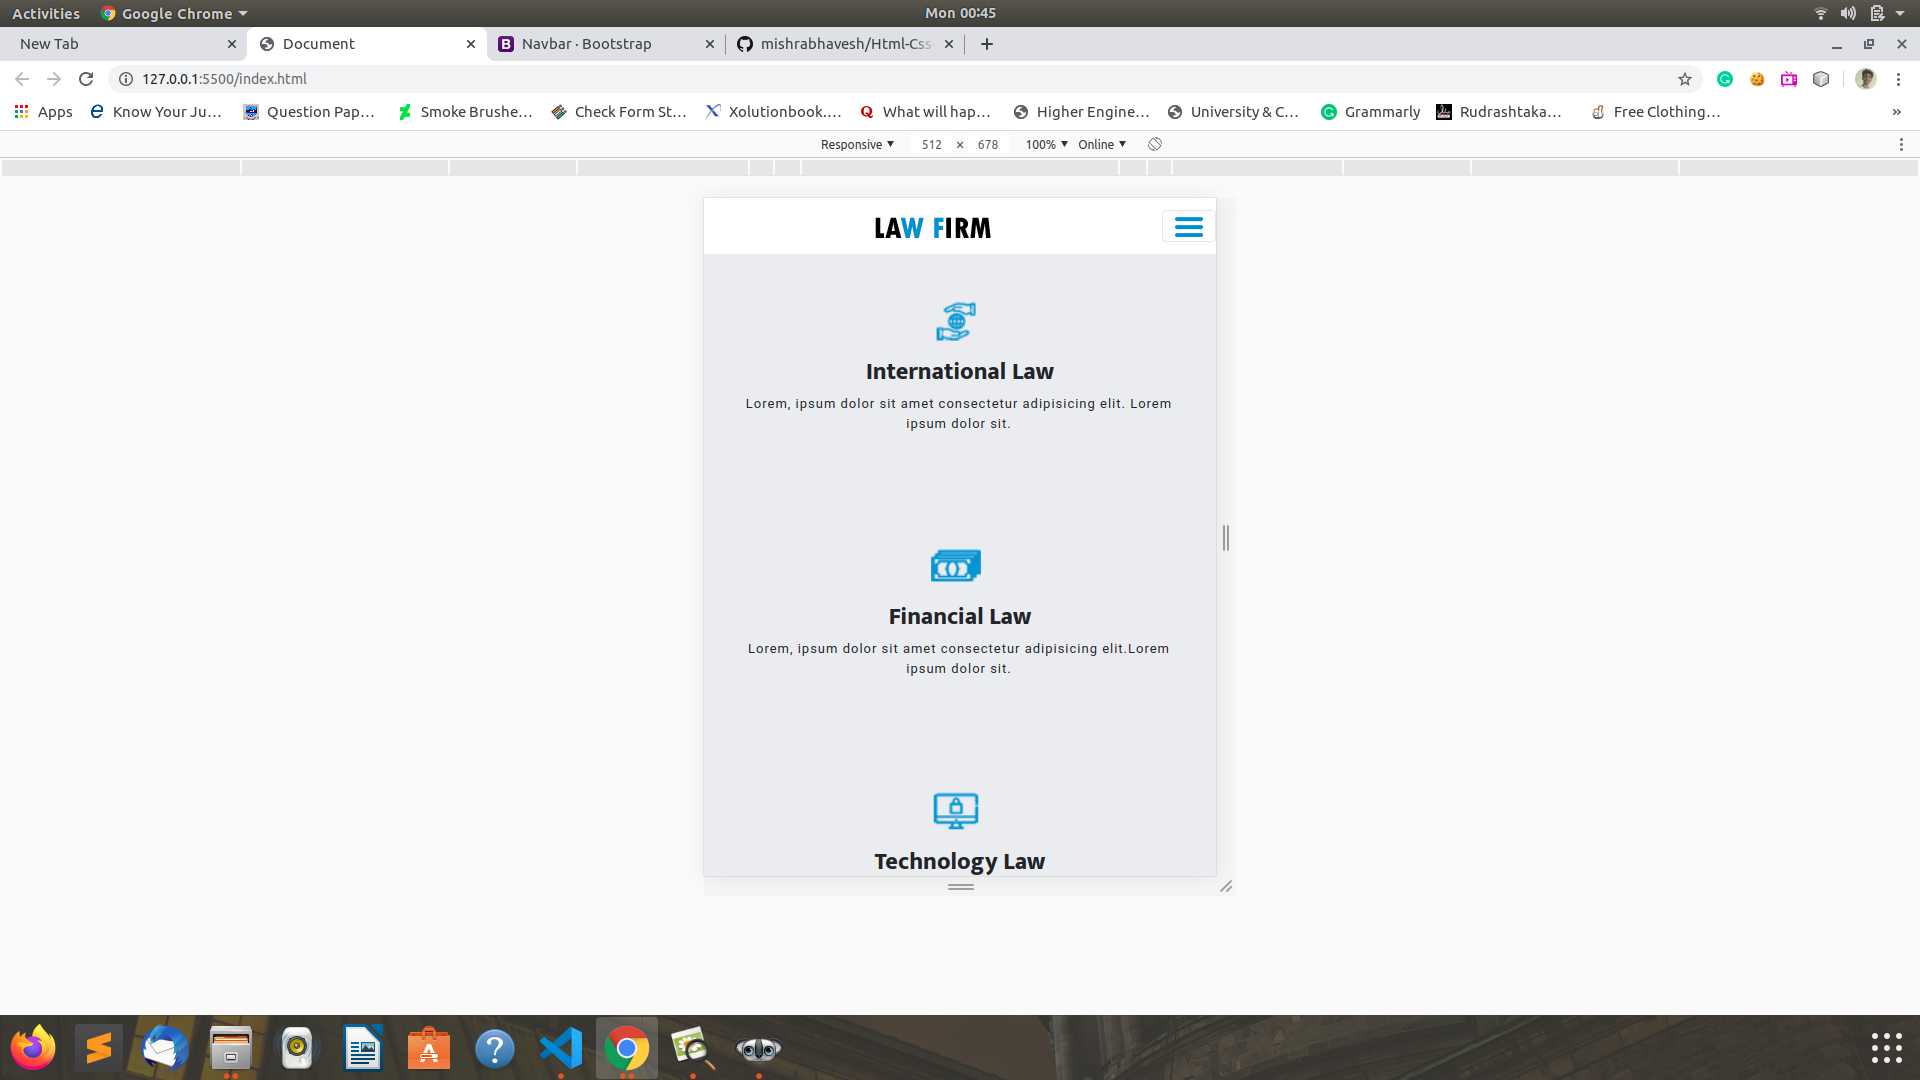 Activities Google Chrome Mon 00:45
New Tab Document Navbar · Bootstrap mishrabhavesh/Html-Css-
127.0.0.1:5500/index.html
Apps Know Your Ju... Question Pap... Smoke Brushe... Check Form St... Xolutionbook.... What will hap... Higher Engine... University & C... Grammarly Rudrashtaka... Free Clothing... »
Responsive ▼ 512 × 678 100% ▼ Online ▼
LAW FIRM
International Law
Lorem, ipsum dolor sit amet consectetur adipisicing elit. Lorem
ipsum dolor sit.
Financial Law
Lorem, ipsum dolor sit amet consectetur adipisicing elit.Lorem
ipsum dolor sit.
Technology Law